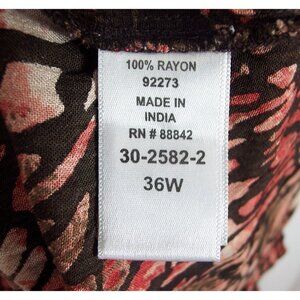 100% RAYON
92273
MADE IN
INDIA
RN # 88842
30-2582-2
36W